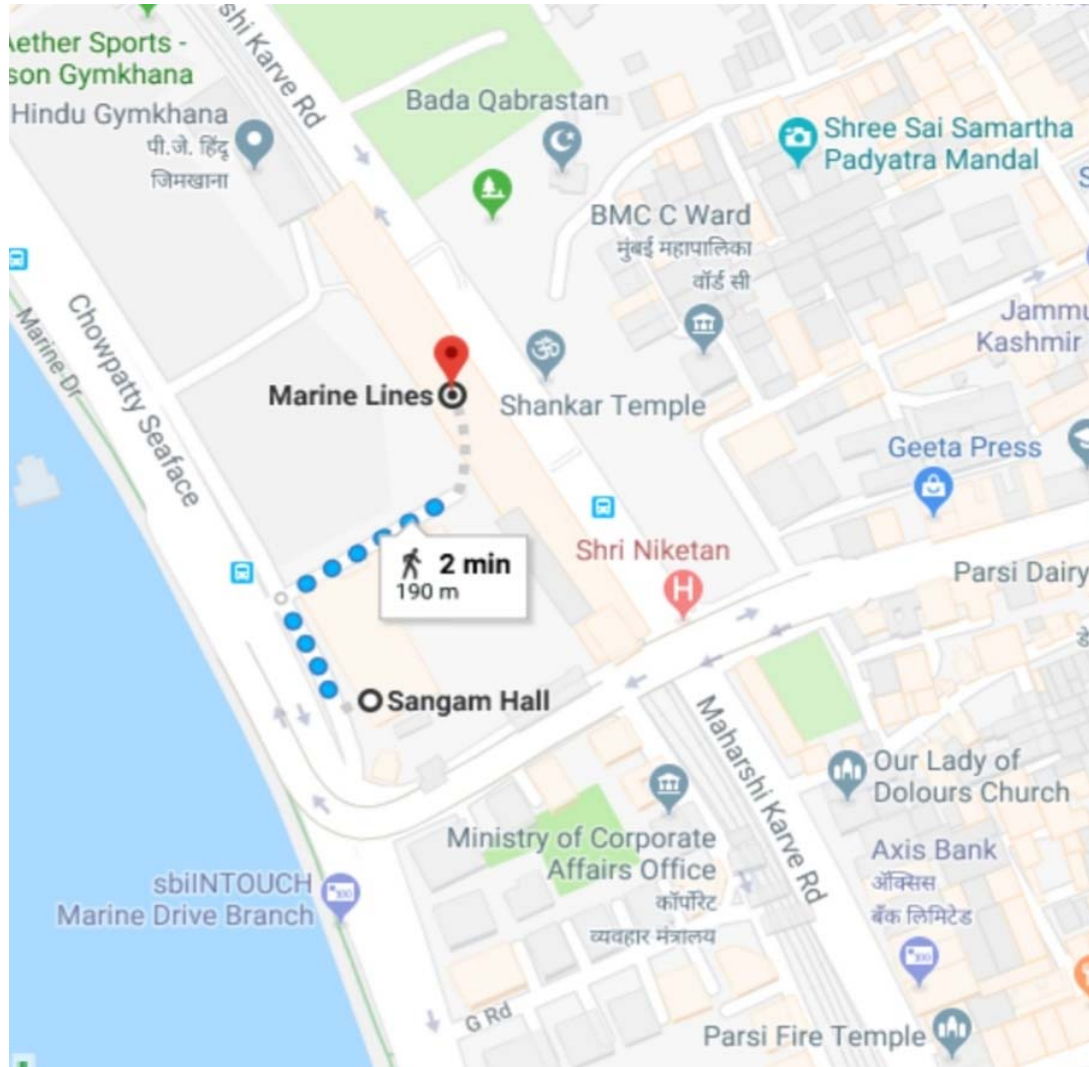 Aether Sports -
son Gymkhana
Hindu Gymkhana
पी.जे. हिंदू
जिमखाना
shi Karve Rd
Bada Qabrastan
Shree Sai Samartha
Padyatra Mandal
BMC C Ward
मुंबई महापालिका
वॉर्ड सी
Jammu
Kashmir
Marine Dr
Chowpatty Seaface
Marine Lines
Shankar Temple
Geeta Press
2 min
190 m
Shri Niketan
Parsi Dairy
Sangam Hall
Maharshi Karve Rd
Our Lady of
Dolours Church
Ministry of Corporate
Affairs Office
कॉर्पोरेट
व्यवहार मंत्रालय
Axis Bank
ॲक्सिस
बँक लिमिटेड
sbiINTOUCH
Marine Drive Branch
G Rd
Parsi Fire Temple